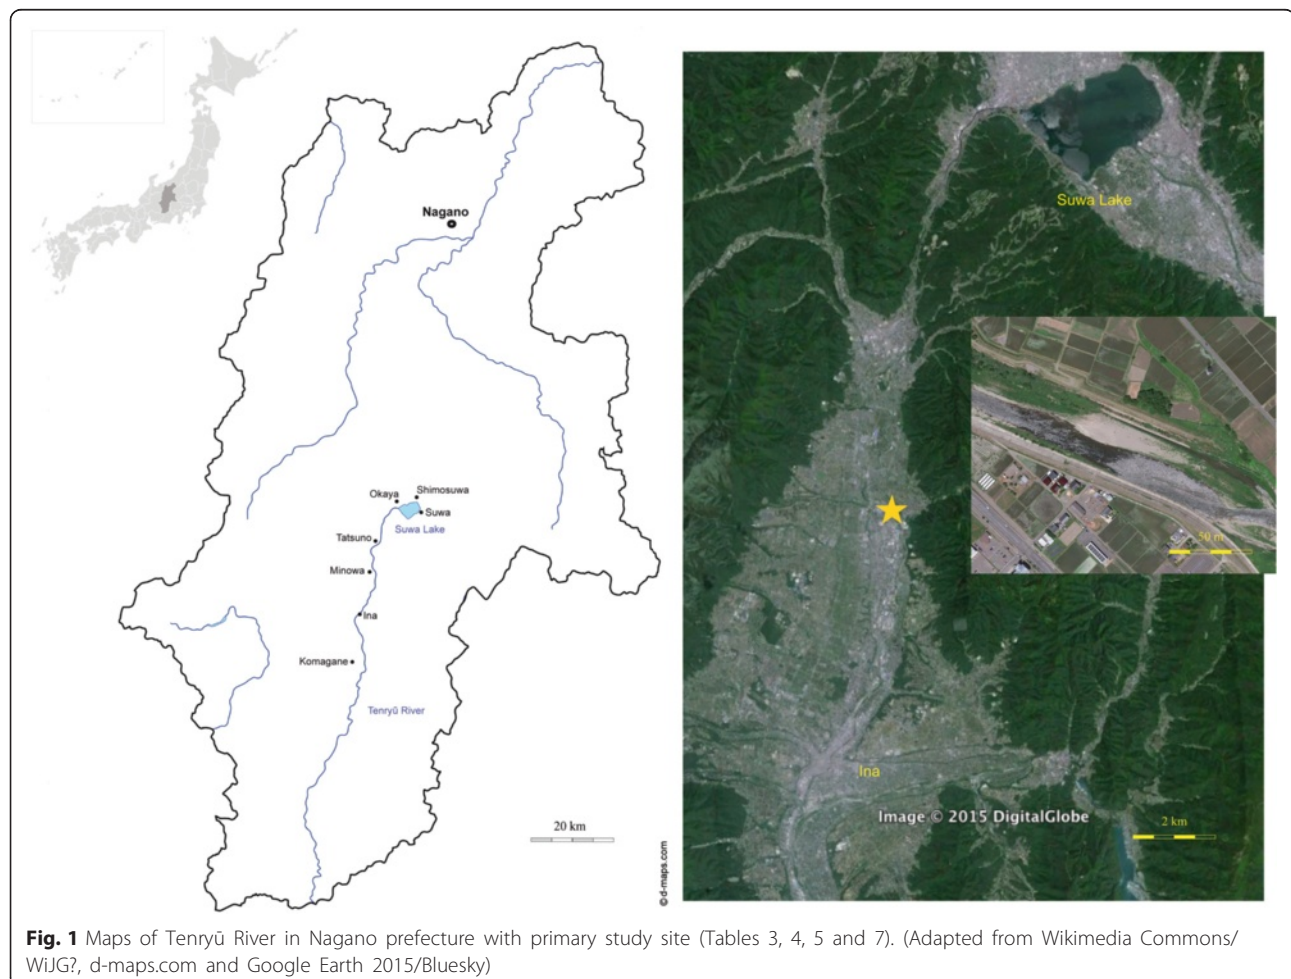 Nagano
Okaya
Shimosuwa
Suwa
Suwa Lake
Tatsuno
Minowa
Ina
Komagane
Tenryū River
20 km
© d-maps.com
Suwa Lake
50 m
Ina
Image © 2015 DigitalGlobe
2 km
Fig. 1 Maps of Tenryū River in Nagano prefecture with primary study site (Tables 3, 4, 5 and 7). (Adapted from Wikimedia Commons/
WiJG?, d-maps.com and Google Earth 2015/Bluesky)